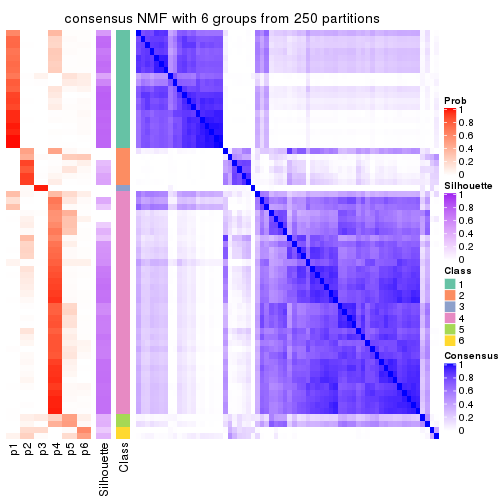 consensus NMF with 6 groups from 250 partitions
Prob
1
0.8
0.6
0.4
0.2
0
Silhouette
1
0.8
0.6
0.4
0.2
0
Class
1
2
3
4
5
6
Consensus
1
0.8
0.6
0.4
0.2
0
p1
p2
p3
p4
p5
p6
Silhouette
Class